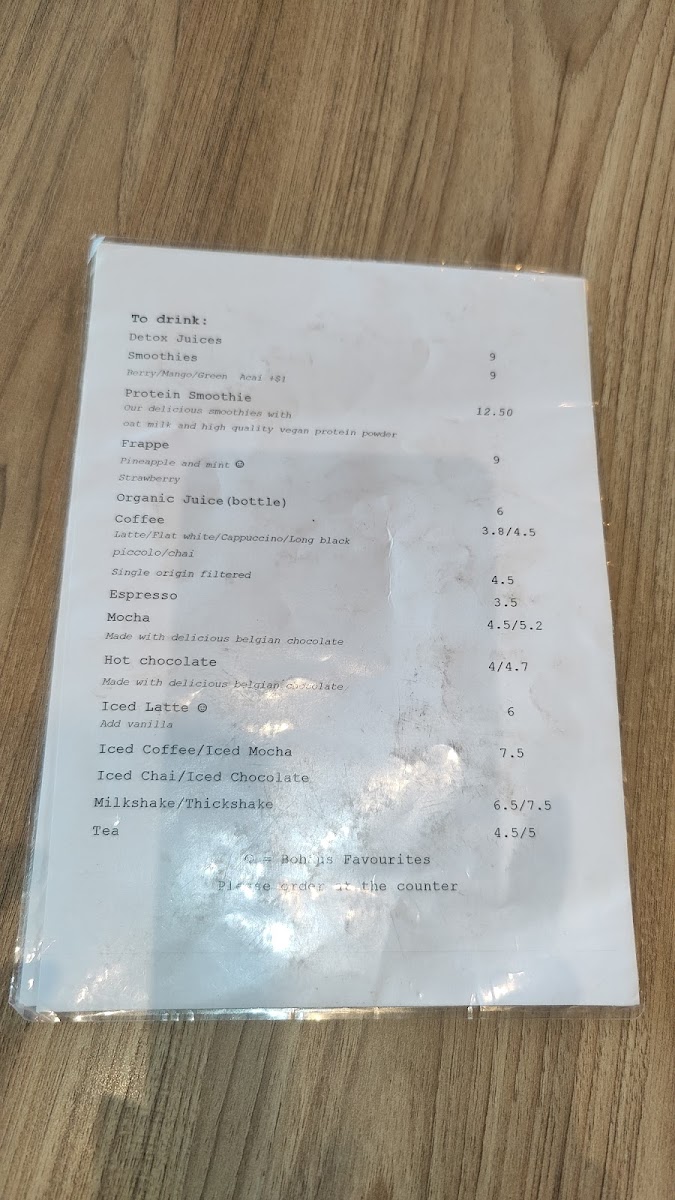 To drink:
Detox Juices 9
Smoothies 9
Berry/Mango/Green Acai +$1
Protein Smoothie 12.50
Our delicious smoothies with
oat milk and high quality vegan protein powder
Frappe 9
Pineapple and mint ☺
Strawberry
Organic Juice(bottle) 6
Coffee 3.8/4.5
Latte/Flat white/Cappuccino/Long black
piccolo/chai
Single origin filtered 4.5
Espresso 3.5
Mocha 4.5/5.2
Made with delicious belgian chocolate
Hot chocolate 4/4.7
Made with delicious belgian chocolate
Iced Latte ☺ 6
Add vanilla
Iced Coffee/Iced Mocha 7.5
Iced Chai/Iced Chocolate
Milkshake/Thickshake 6.5/7.5
Tea 4.5/5
☺ = Favourites
Please order at the counter